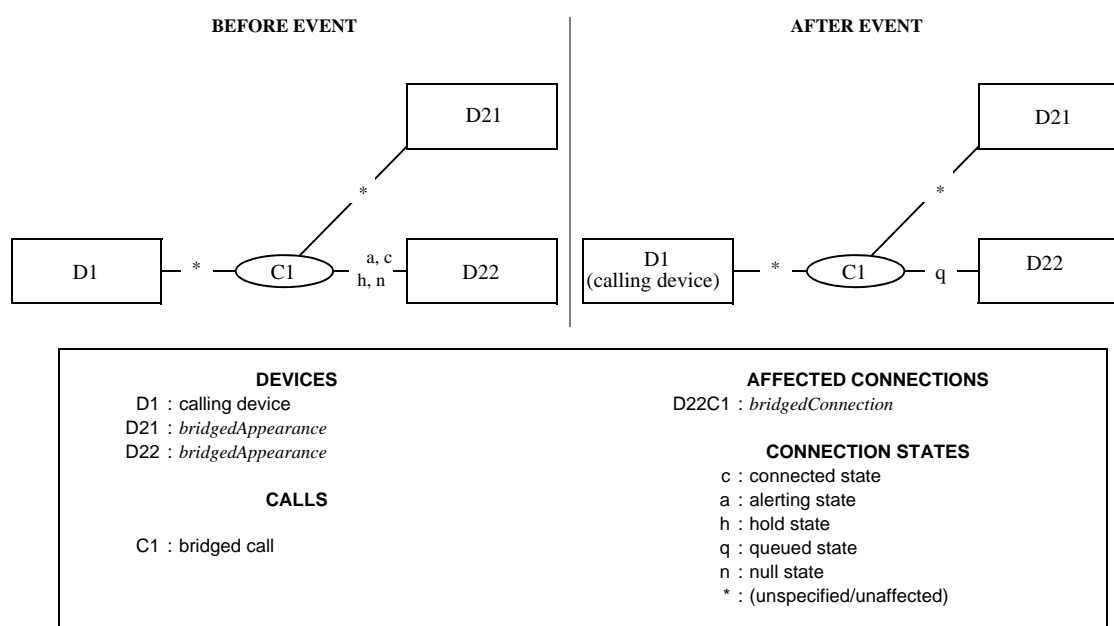 BEFORE EVENT
AFTER EVENT
D21
D21
*
*
D1
*
C1
a, c
h, n
D22
D1
(calling device)
*
C1
q
D22
DEVICES
D1 : calling device
D21 : bridgedAppearance
D22 : bridgedAppearance
CALLS
C1 : bridged call
AFFECTED CONNECTIONS
D22C1 : bridgedConnection
CONNECTION STATES
c : connected state
a : alerting state
h : hold state
q : queued state
n : null state
* : (unspecified/unaffected)